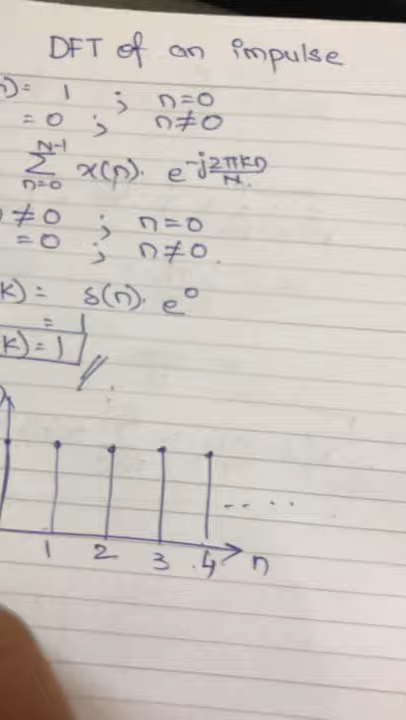 DFT of an impulse
n) = 1 ; n=0
= 0 ; n≠0
N-1
∑ x(n). e^-j2πkn/N
n=0
≠0 ; n=0
=0 ; n≠0.
k) = δ(n). e^0
= 1
k) = 1
1 2 3 4 n